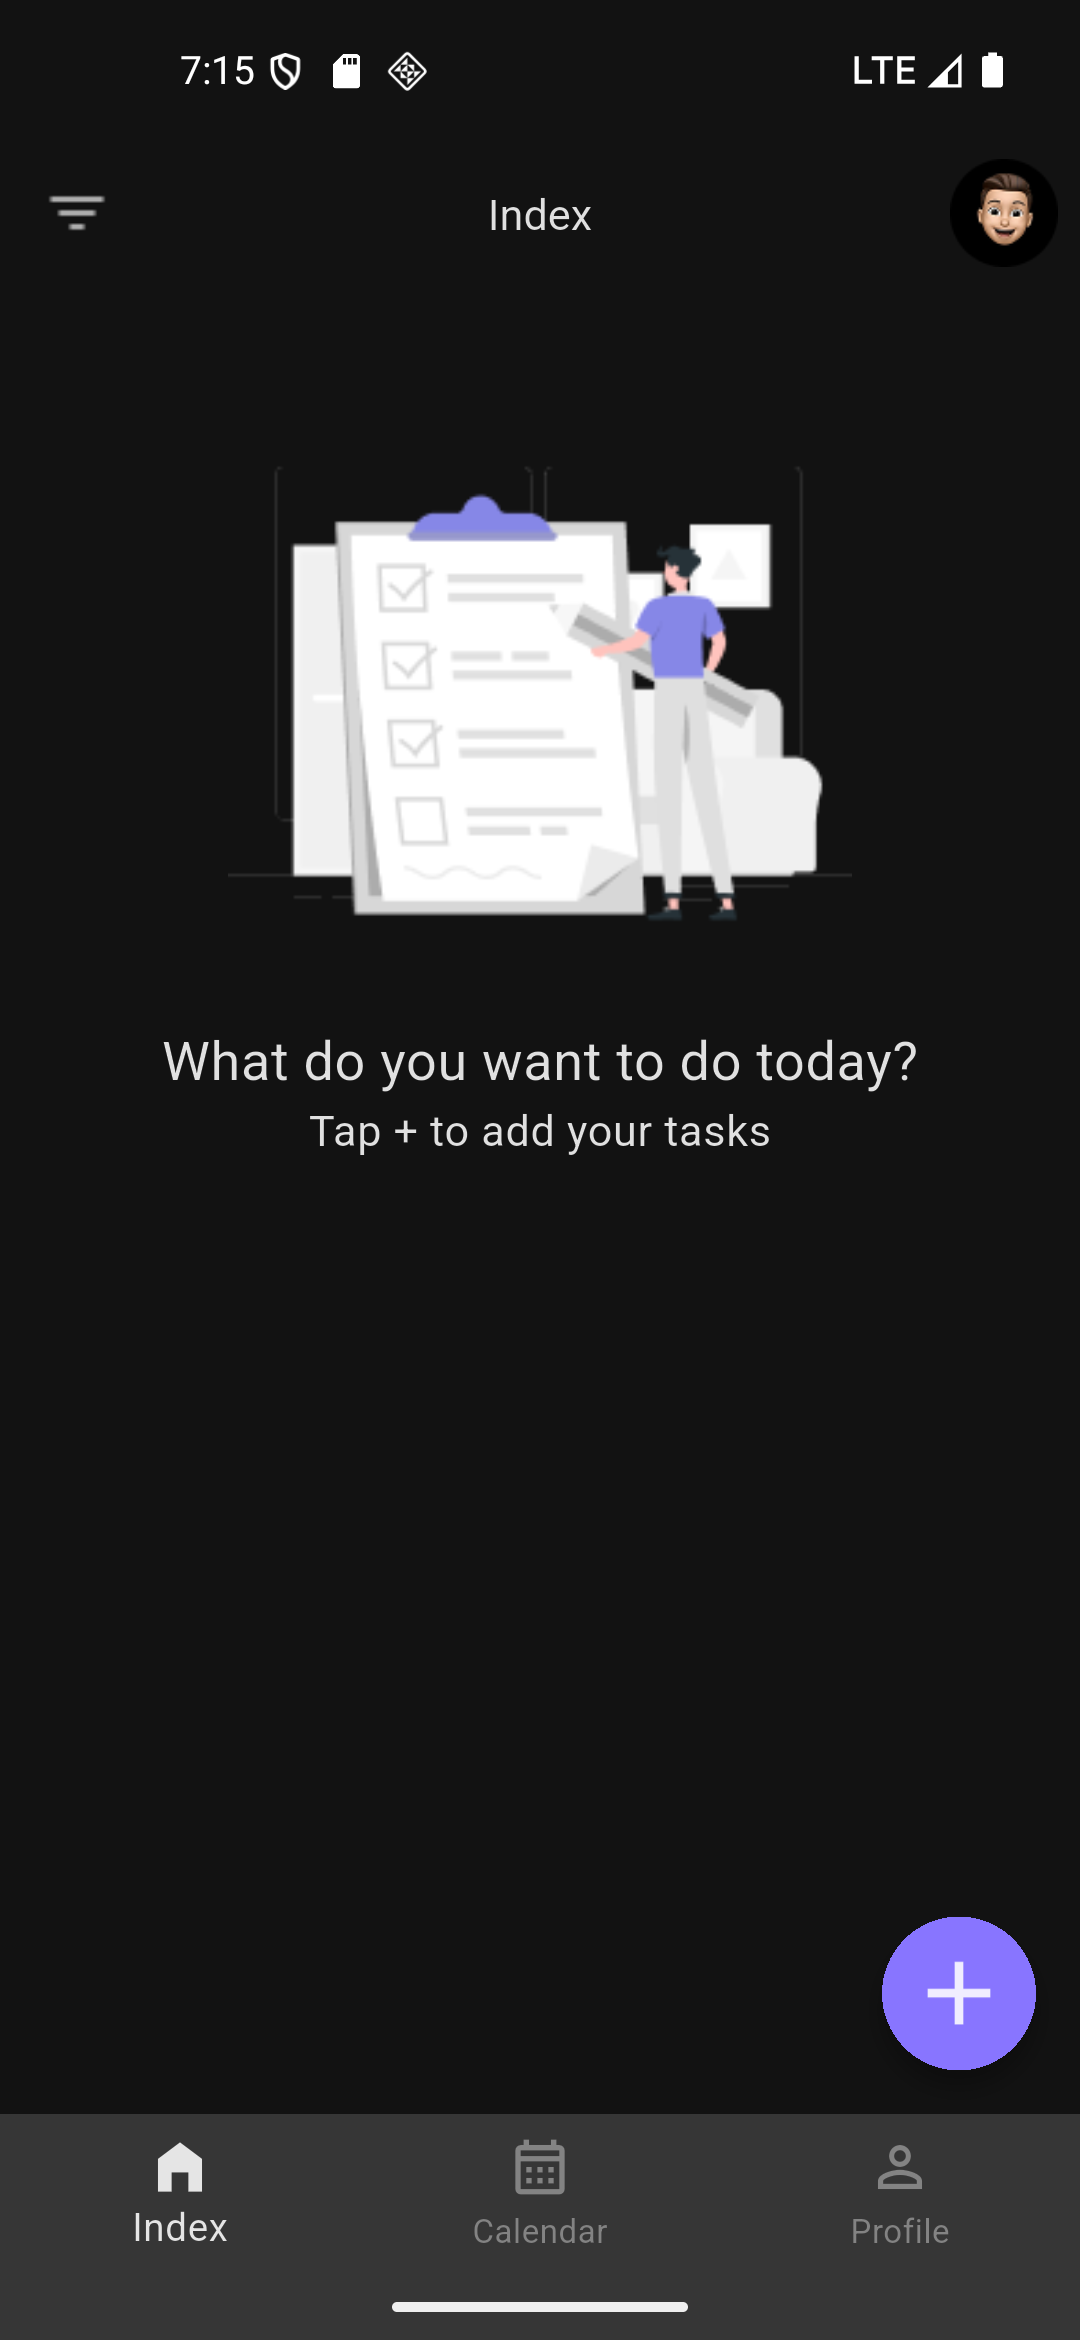 7:15 LTE
Index
What do you want to do today?
Tap + to add your tasks
Index Calendar Profile